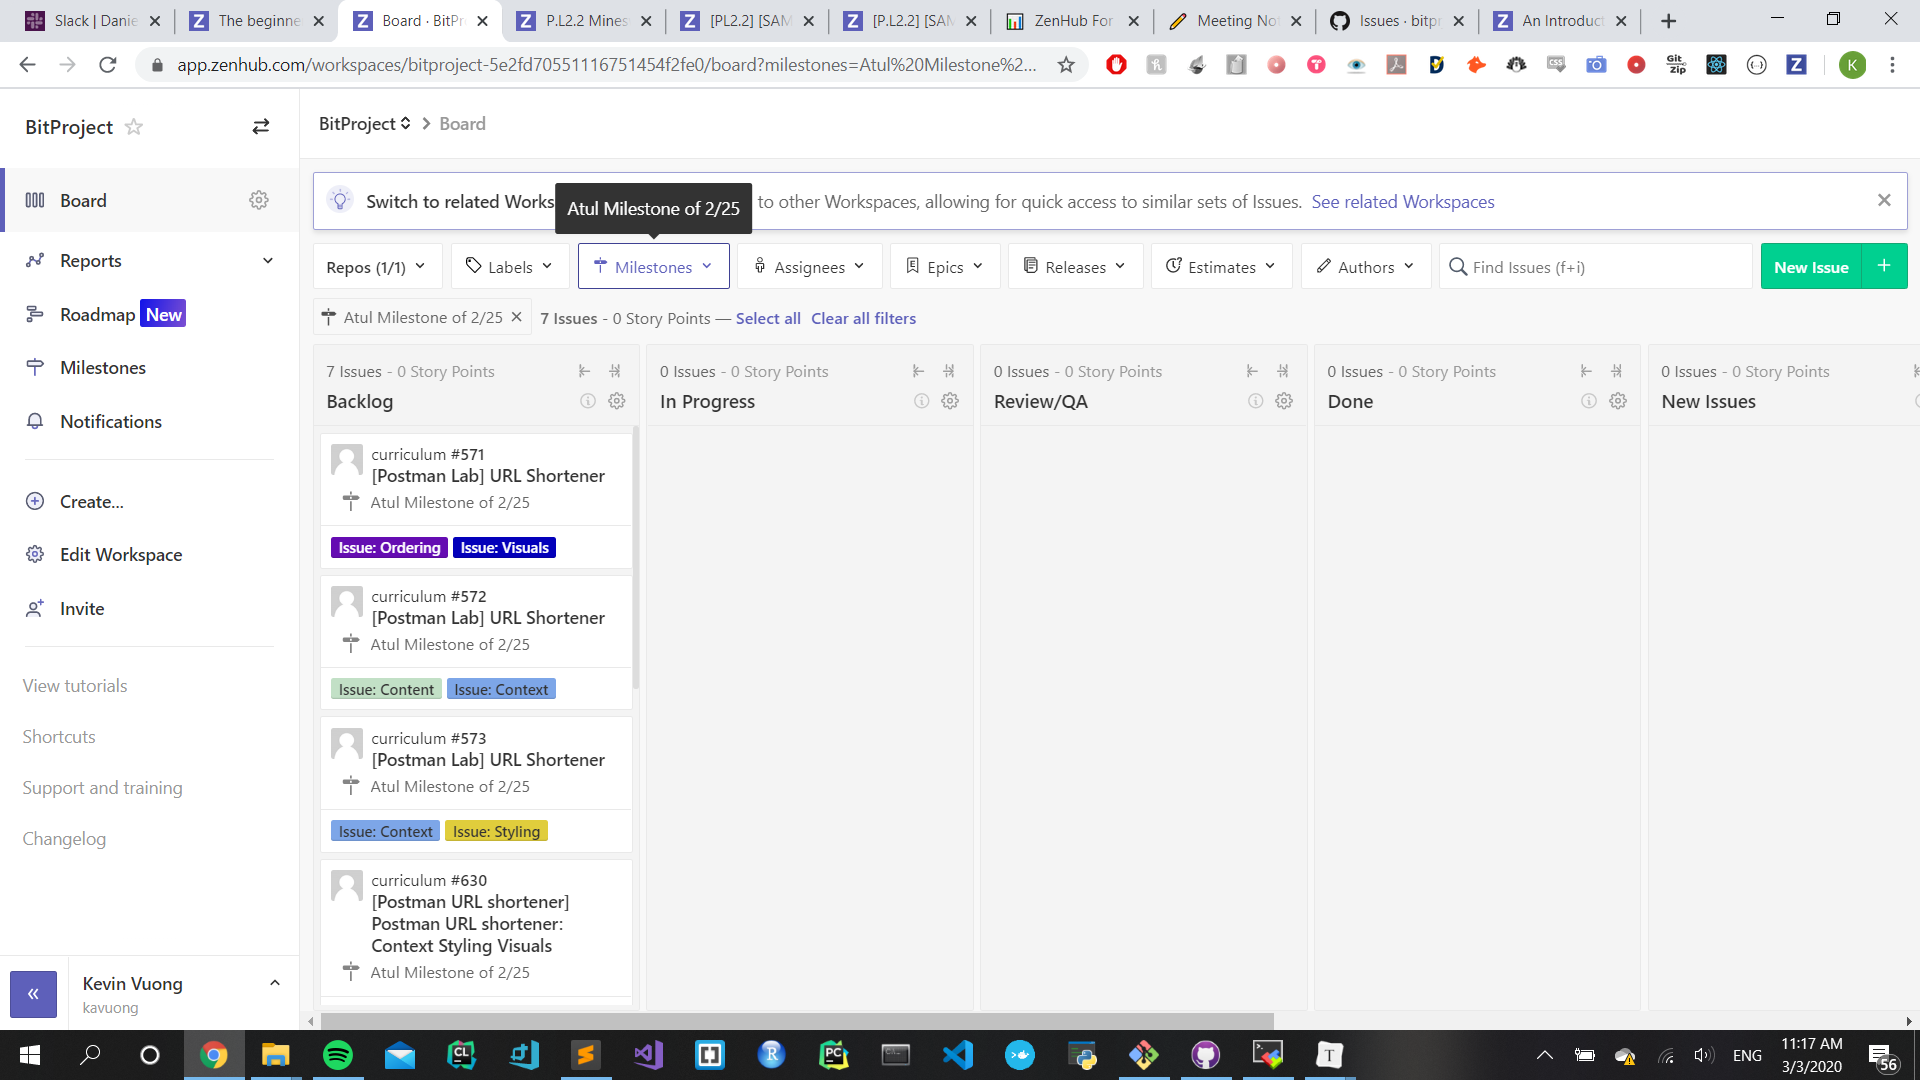 Slack | Danie
The beginne
Board · BitPr
P.L2.2 Mines
[PL2.2] [SAM
[P.L2.2] [SAM
ZenHub For
Meeting Not
Issues · bitpr
An Introduct
app.zenhub.com/workspaces/bitproject-5e2fd70551116751454f2fe0/board?milestones=Atul%20Milestone%2...
Git
Zip
K
BitProject
BitProject
Board
Board
Switch to related Works
Atul Milestone of 2/25
to other Workspaces, allowing for quick access to similar sets of Issues. See related Workspaces
Reports
Roadmap New
Milestones
Notifications
Create...
Edit Workspace
Invite
View tutorials
Shortcuts
Support and training
Changelog
Kevin Vuong
kavuong
Repos (1/1)
Labels
Milestones
Assignees
Epics
Releases
Estimates
Authors
Find Issues (f+i)
New Issue
Atul Milestone of 2/25
7 Issues - 0 Story Points — Select all Clear all filters
7 Issues - 0 Story Points
Backlog
0 Issues - 0 Story Points
In Progress
0 Issues - 0 Story Points
Review/QA
0 Issues - 0 Story Points
Done
0 Issues - 0 Story Points
New Issues
curriculum #571
[Postman Lab] URL Shortener
Atul Milestone of 2/25
Issue: Ordering
Issue: Visuals
curriculum #572
[Postman Lab] URL Shortener
Atul Milestone of 2/25
Issue: Content
Issue: Context
curriculum #573
[Postman Lab] URL Shortener
Atul Milestone of 2/25
Issue: Context
Issue: Styling
curriculum #630
[Postman URL shortener]
Postman URL shortener:
Context Styling Visuals
Atul Milestone of 2/25
ENG
11:17 AM
3/3/2020
56